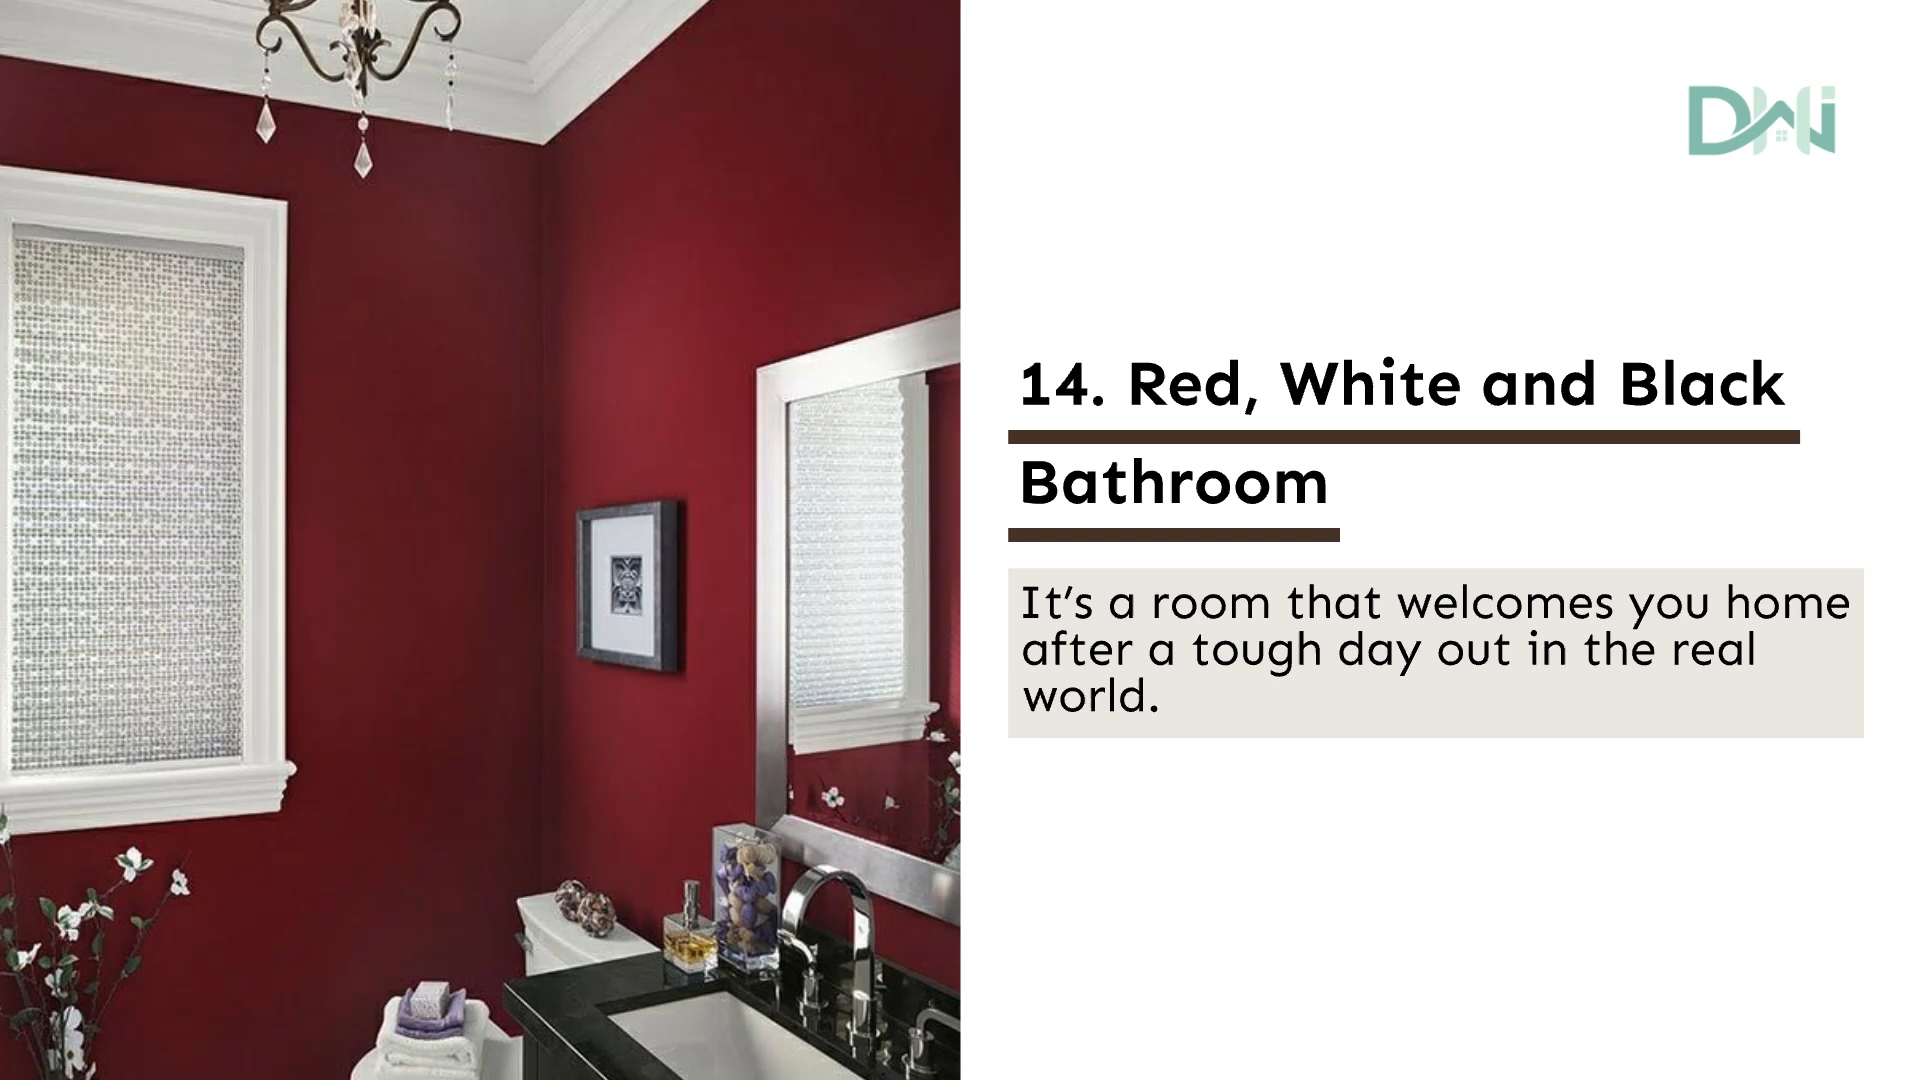 DWi
14. Red, White and Black
Bathroom
It’s a room that welcomes you home
after a tough day out in the real
world.